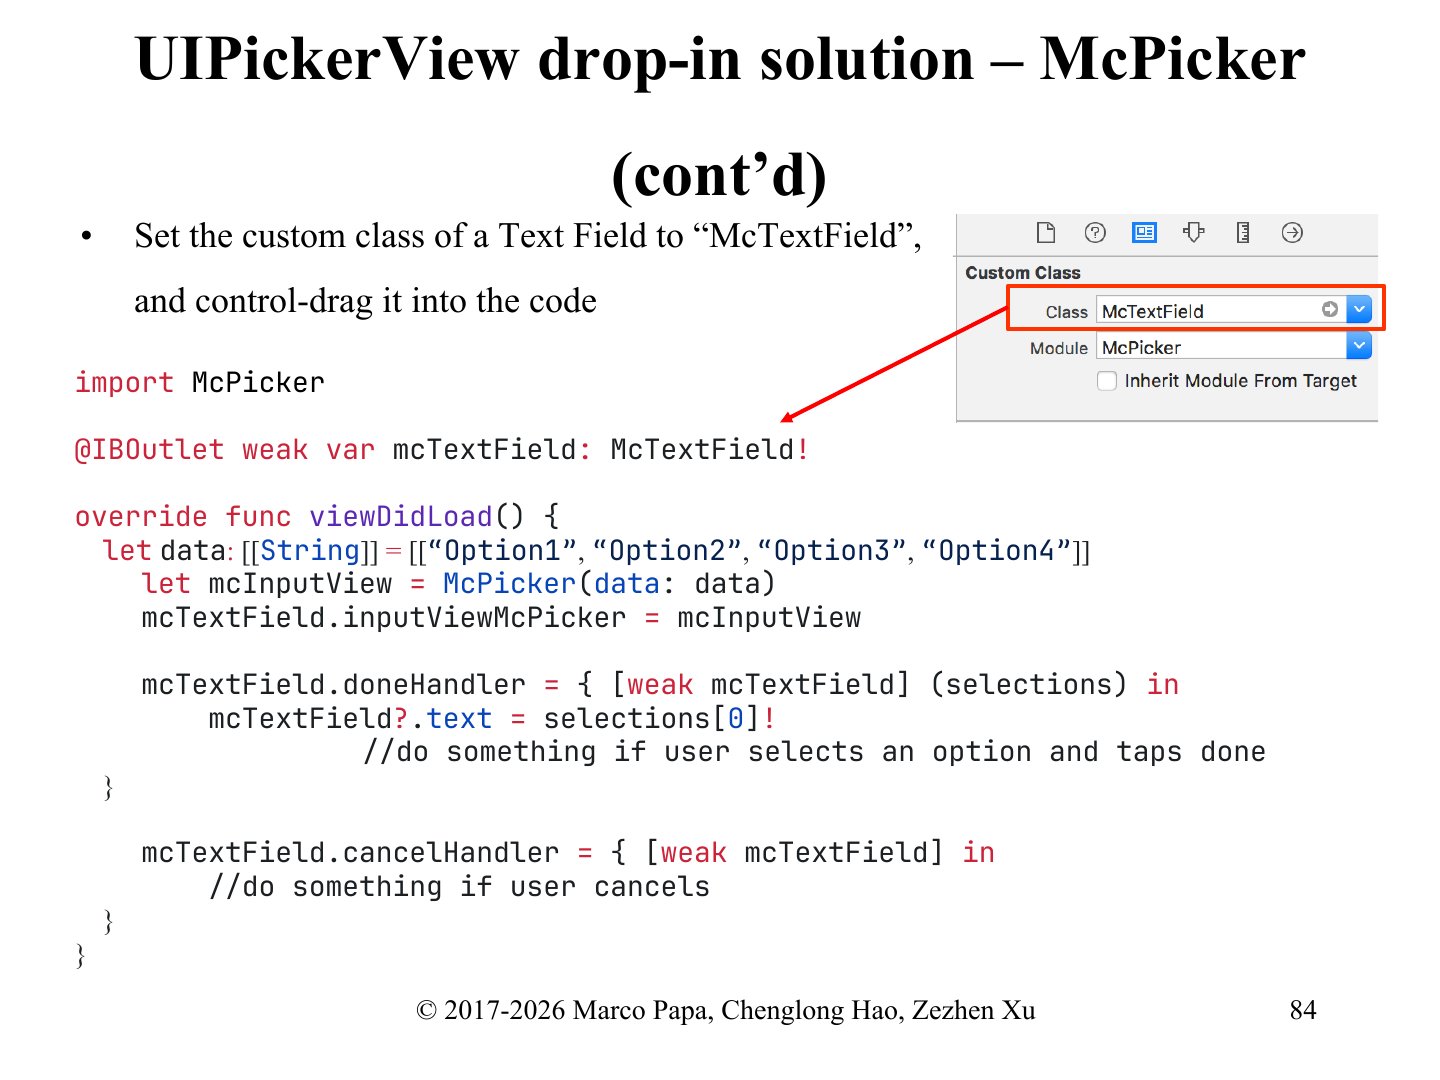 UIPickerView drop-in solution – McPicker
(cont’d)
• Set the custom class of a Text Field to “McTextField”,
and control-drag it into the code
Custom Class
Class McTextField
Module McPicker
Inherit Module From Target
import McPicker
@IBOutlet weak var mcTextField: McTextField!
override func viewDidLoad() {
let data: [[String]] = [[“Option1”, “Option2”, “Option3”, “Option4”]]
let mcInputView = McPicker(data: data)
mcTextField.inputViewMcPicker = mcInputView
mcTextField.doneHandler = { [weak mcTextField] (selections) in
mcTextField?.text = selections[0]!
//do something if user selects an option and taps done
}
mcTextField.cancelHandler = { [weak mcTextField] in
//do something if user cancels
}
}
© 2017-2026 Marco Papa, Chenglong Hao, Zezhen Xu
84